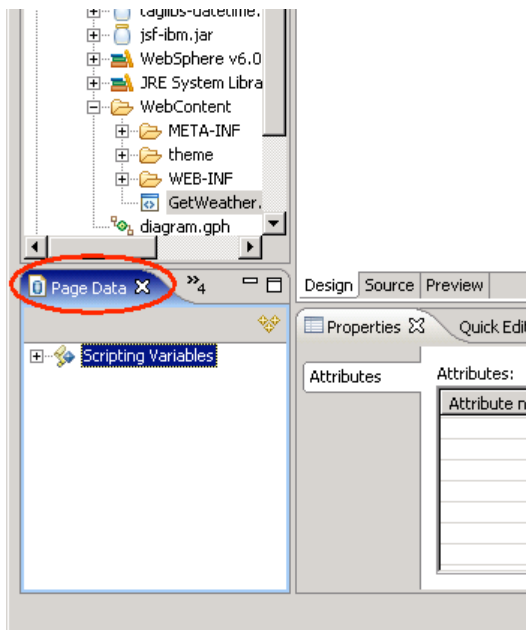 taglibs-datetime.
jsf-ibm.jar
WebSphere v6.0
JRE System Libra
WebContent
META-INF
theme
WEB-INF
GetWeather.
diagram.gph
Page Data
»4
Design Source Preview
Properties Quick Edit
Scripting Variables
Attributes Attributes:
Attribute n